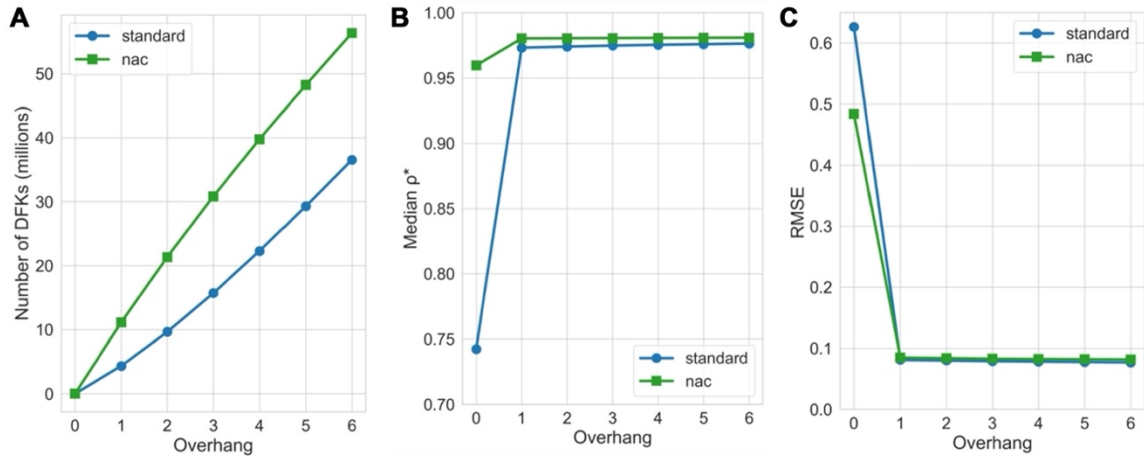 A
standard
nac
Number of DFKs (millions)
50
40
30
20
10
0
0 1 2 3 4 5 6
Overhang
B
1.00
0.95
0.90
0.85
0.80
0.75
0.70
Median ρ*
standard
nac
0 1 2 3 4 5 6
Overhang
C
standard
nac
RMSE
0.6
0.5
0.4
0.3
0.2
0.1
0.0
0 1 2 3 4 5 6
Overhang